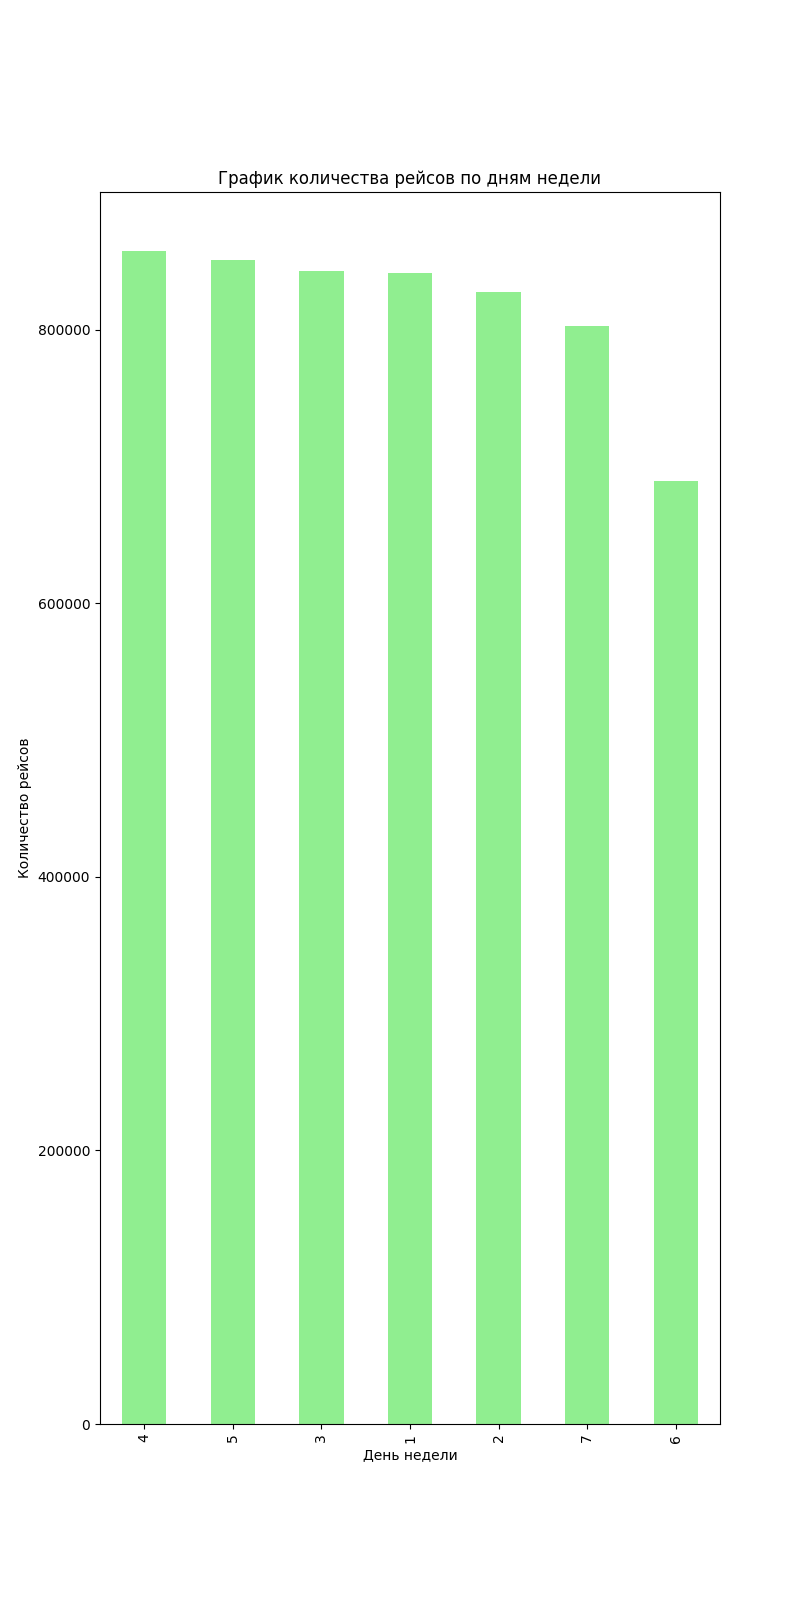 График количества рейсов по дням недели
Количество рейсов
800000
600000
400000
200000
0
4 5 3 1 2 7 6
День недели